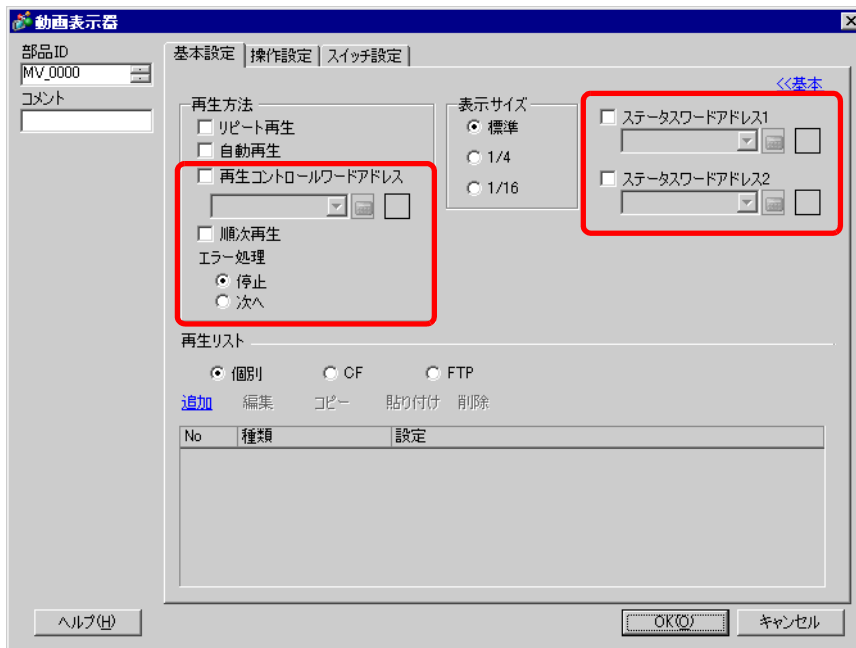 動画表示器
部品ID
MV_0000
コメント
基本設定 操作設定 スイッチ設定
<<基本
再生方法
リピート再生
自動再生
再生コントロールワードアドレス
順次再生
エラー処理
停止
次へ
表示サイズ
標準
1/4
1/16
ステータスワードアドレス1
ステータスワードアドレス2
再生リスト
個別 CF FTP
追加 編集 コピー 貼り付け 削除
No 種類 設定
ヘルプ(H) OK(O) キャンセル